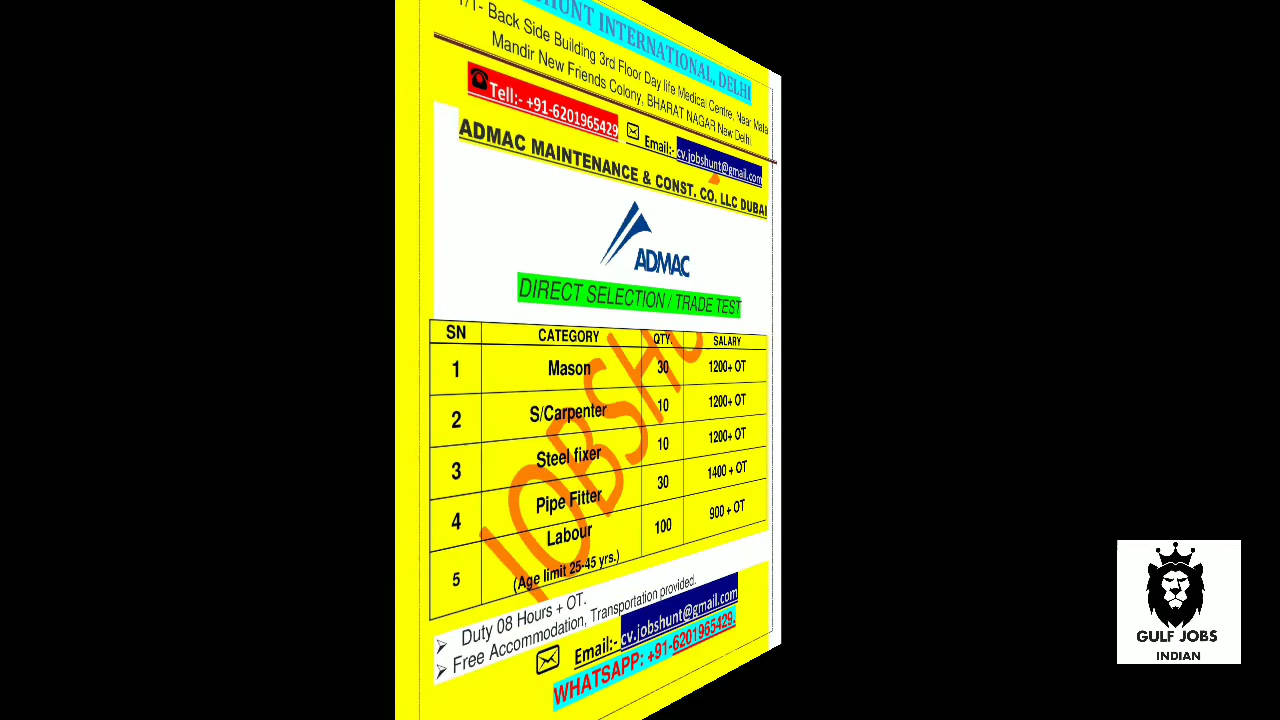 HUNT INTERNATIONAL, DELHI
1/1- Back Side Building 3rd Floor Day life Medical Centre, Near Mata
Mandir New Friends Colony, BHARAT NAGAR New Delhi.
Tell:- +91-6201965429
Email:- cv.jobshunt@gmail.com
ADMAC MAINTENANCE & CONST. CO. LLC DUBAI
ADMAC
DIRECT SELECTION / TRADE TEST
SN CATEGORY QTY SALARY
1 Mason 30 1200+ OT
2 S/Carpenter 10 1200+ OT
3 Steel fixer 10 1200+ OT
4 Pipe Fitter 30 1400 + OT
5 Labour 100 900 + OT
(Age limit 25-45 yrs.)
JOBSHU
Duty 08 Hours + OT.
Free Accommodation, Transportation provided.
Email:- cv.jobshunt@gmail.com
WHATSAPP: +91-6201965429.
GULF JOBS
INDIAN